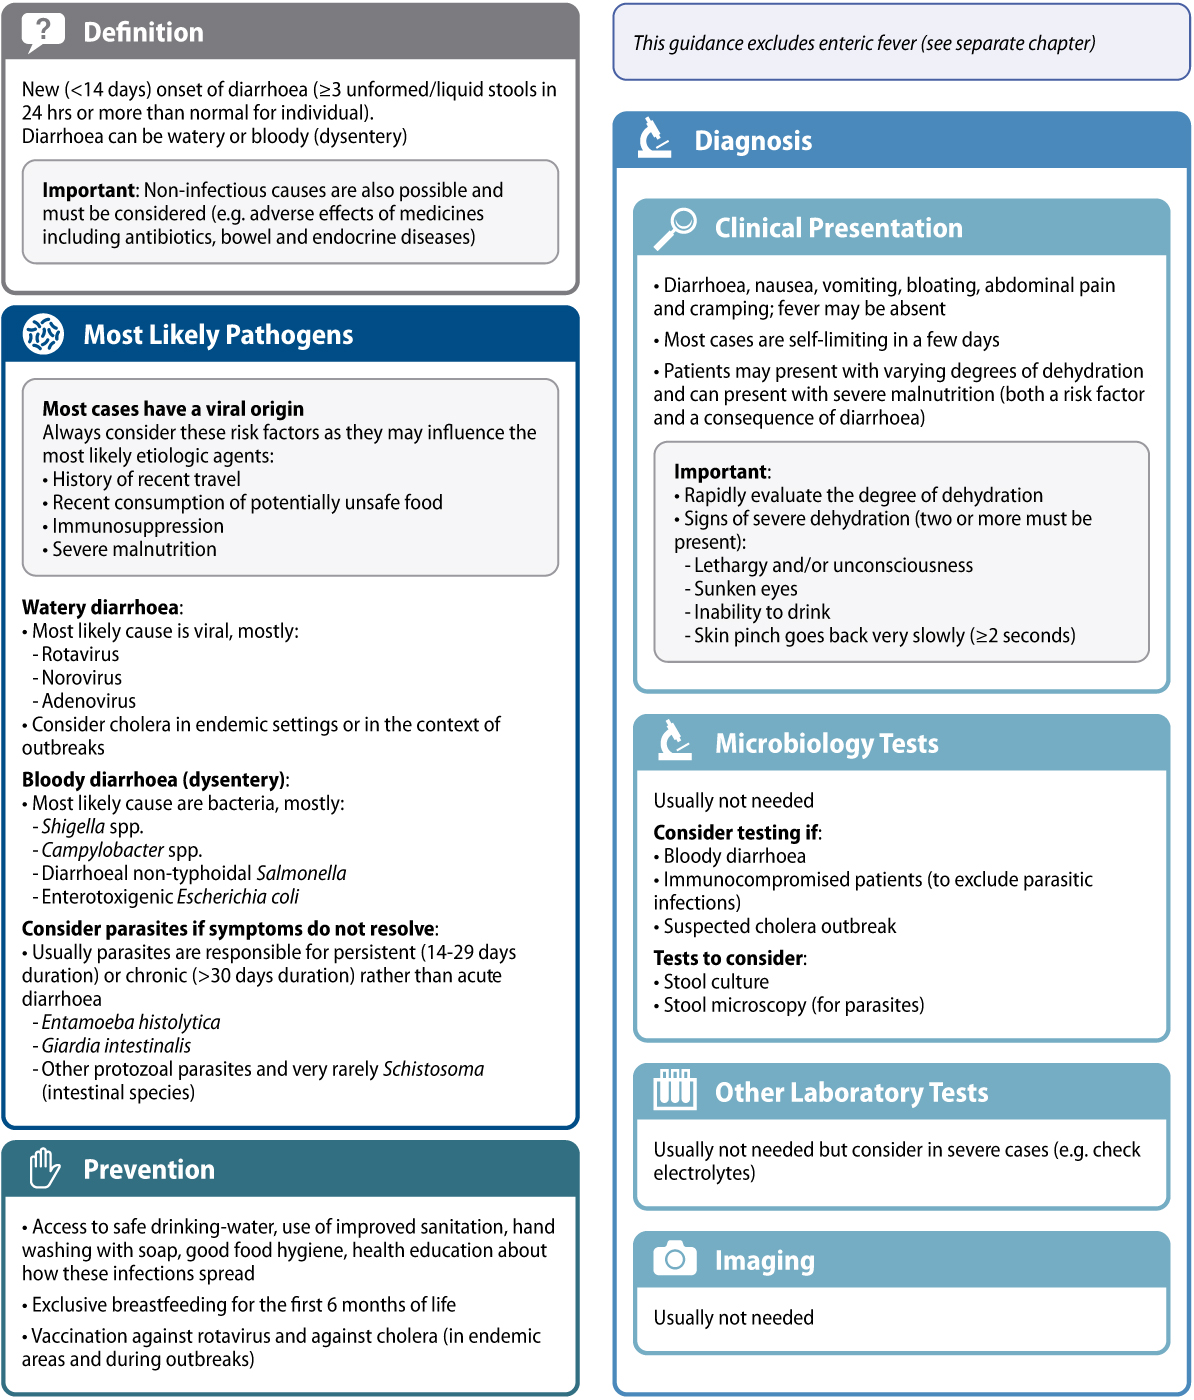 Definition
New (<14 days) onset of diarrhoea (≥3 unformed/liquid stools in
24 hrs or more than normal for individual).
Diarrhoea can be watery or bloody (dysentery)
Important: Non-infectious causes are also possible and
must be considered (e.g. adverse effects of medicines
including antibiotics, bowel and endocrine diseases)
Most Likely Pathogens
Most cases have a viral origin
Always consider these risk factors as they may influence the
most likely etiologic agents:
• History of recent travel
• Recent consumption of potentially unsafe food
• Immunosuppression
• Severe malnutrition
Watery diarrhoea:
• Most likely cause is viral, mostly:
- Rotavirus
- Norovirus
- Adenovirus
• Consider cholera in endemic settings or in the context of
outbreaks
Bloody diarrhoea (dysentery):
• Most likely cause are bacteria, mostly:
- Shigella spp.
- Campylobacter spp.
- Diarrhoeal non-typhoidal Salmonella
- Enterotoxigenic Escherichia coli
Consider parasites if symptoms do not resolve:
• Usually parasites are responsible for persistent (14-29 days
duration) or chronic (>30 days duration) rather than acute
diarrhoea
- Entamoeba histolytica
- Giardia intestinalis
- Other protozoal parasites and very rarely Schistosoma
(intestinal species)
Prevention
• Access to safe drinking-water, use of improved sanitation, hand
washing with soap, good food hygiene, health education about
how these infections spread
• Exclusive breastfeeding for the first 6 months of life
• Vaccination against rotavirus and against cholera (in endemic
areas and during outbreaks)
This guidance excludes enteric fever (see separate chapter)
Diagnosis
Clinical Presentation
• Diarrhoea, nausea, vomiting, bloating, abdominal pain
and cramping; fever may be absent
• Most cases are self-limiting in a few days
• Patients may present with varying degrees of dehydration
and can present with severe malnutrition (both a risk factor
and a consequence of diarrhoea)
Important:
• Rapidly evaluate the degree of dehydration
• Signs of severe dehydration (two or more must be
present):
- Lethargy and/or unconsciousness
- Sunken eyes
- Inability to drink
- Skin pinch goes back very slowly (≥2 seconds)
Microbiology Tests
Usually not needed
Consider testing if:
• Bloody diarrhoea
• Immunocompromised patients (to exclude parasitic
infections)
• Suspected cholera outbreak
Tests to consider:
• Stool culture
• Stool microscopy (for parasites)
Other Laboratory Tests
Usually not needed but consider in severe cases (e.g. check
electrolytes)
Imaging
Usually not needed